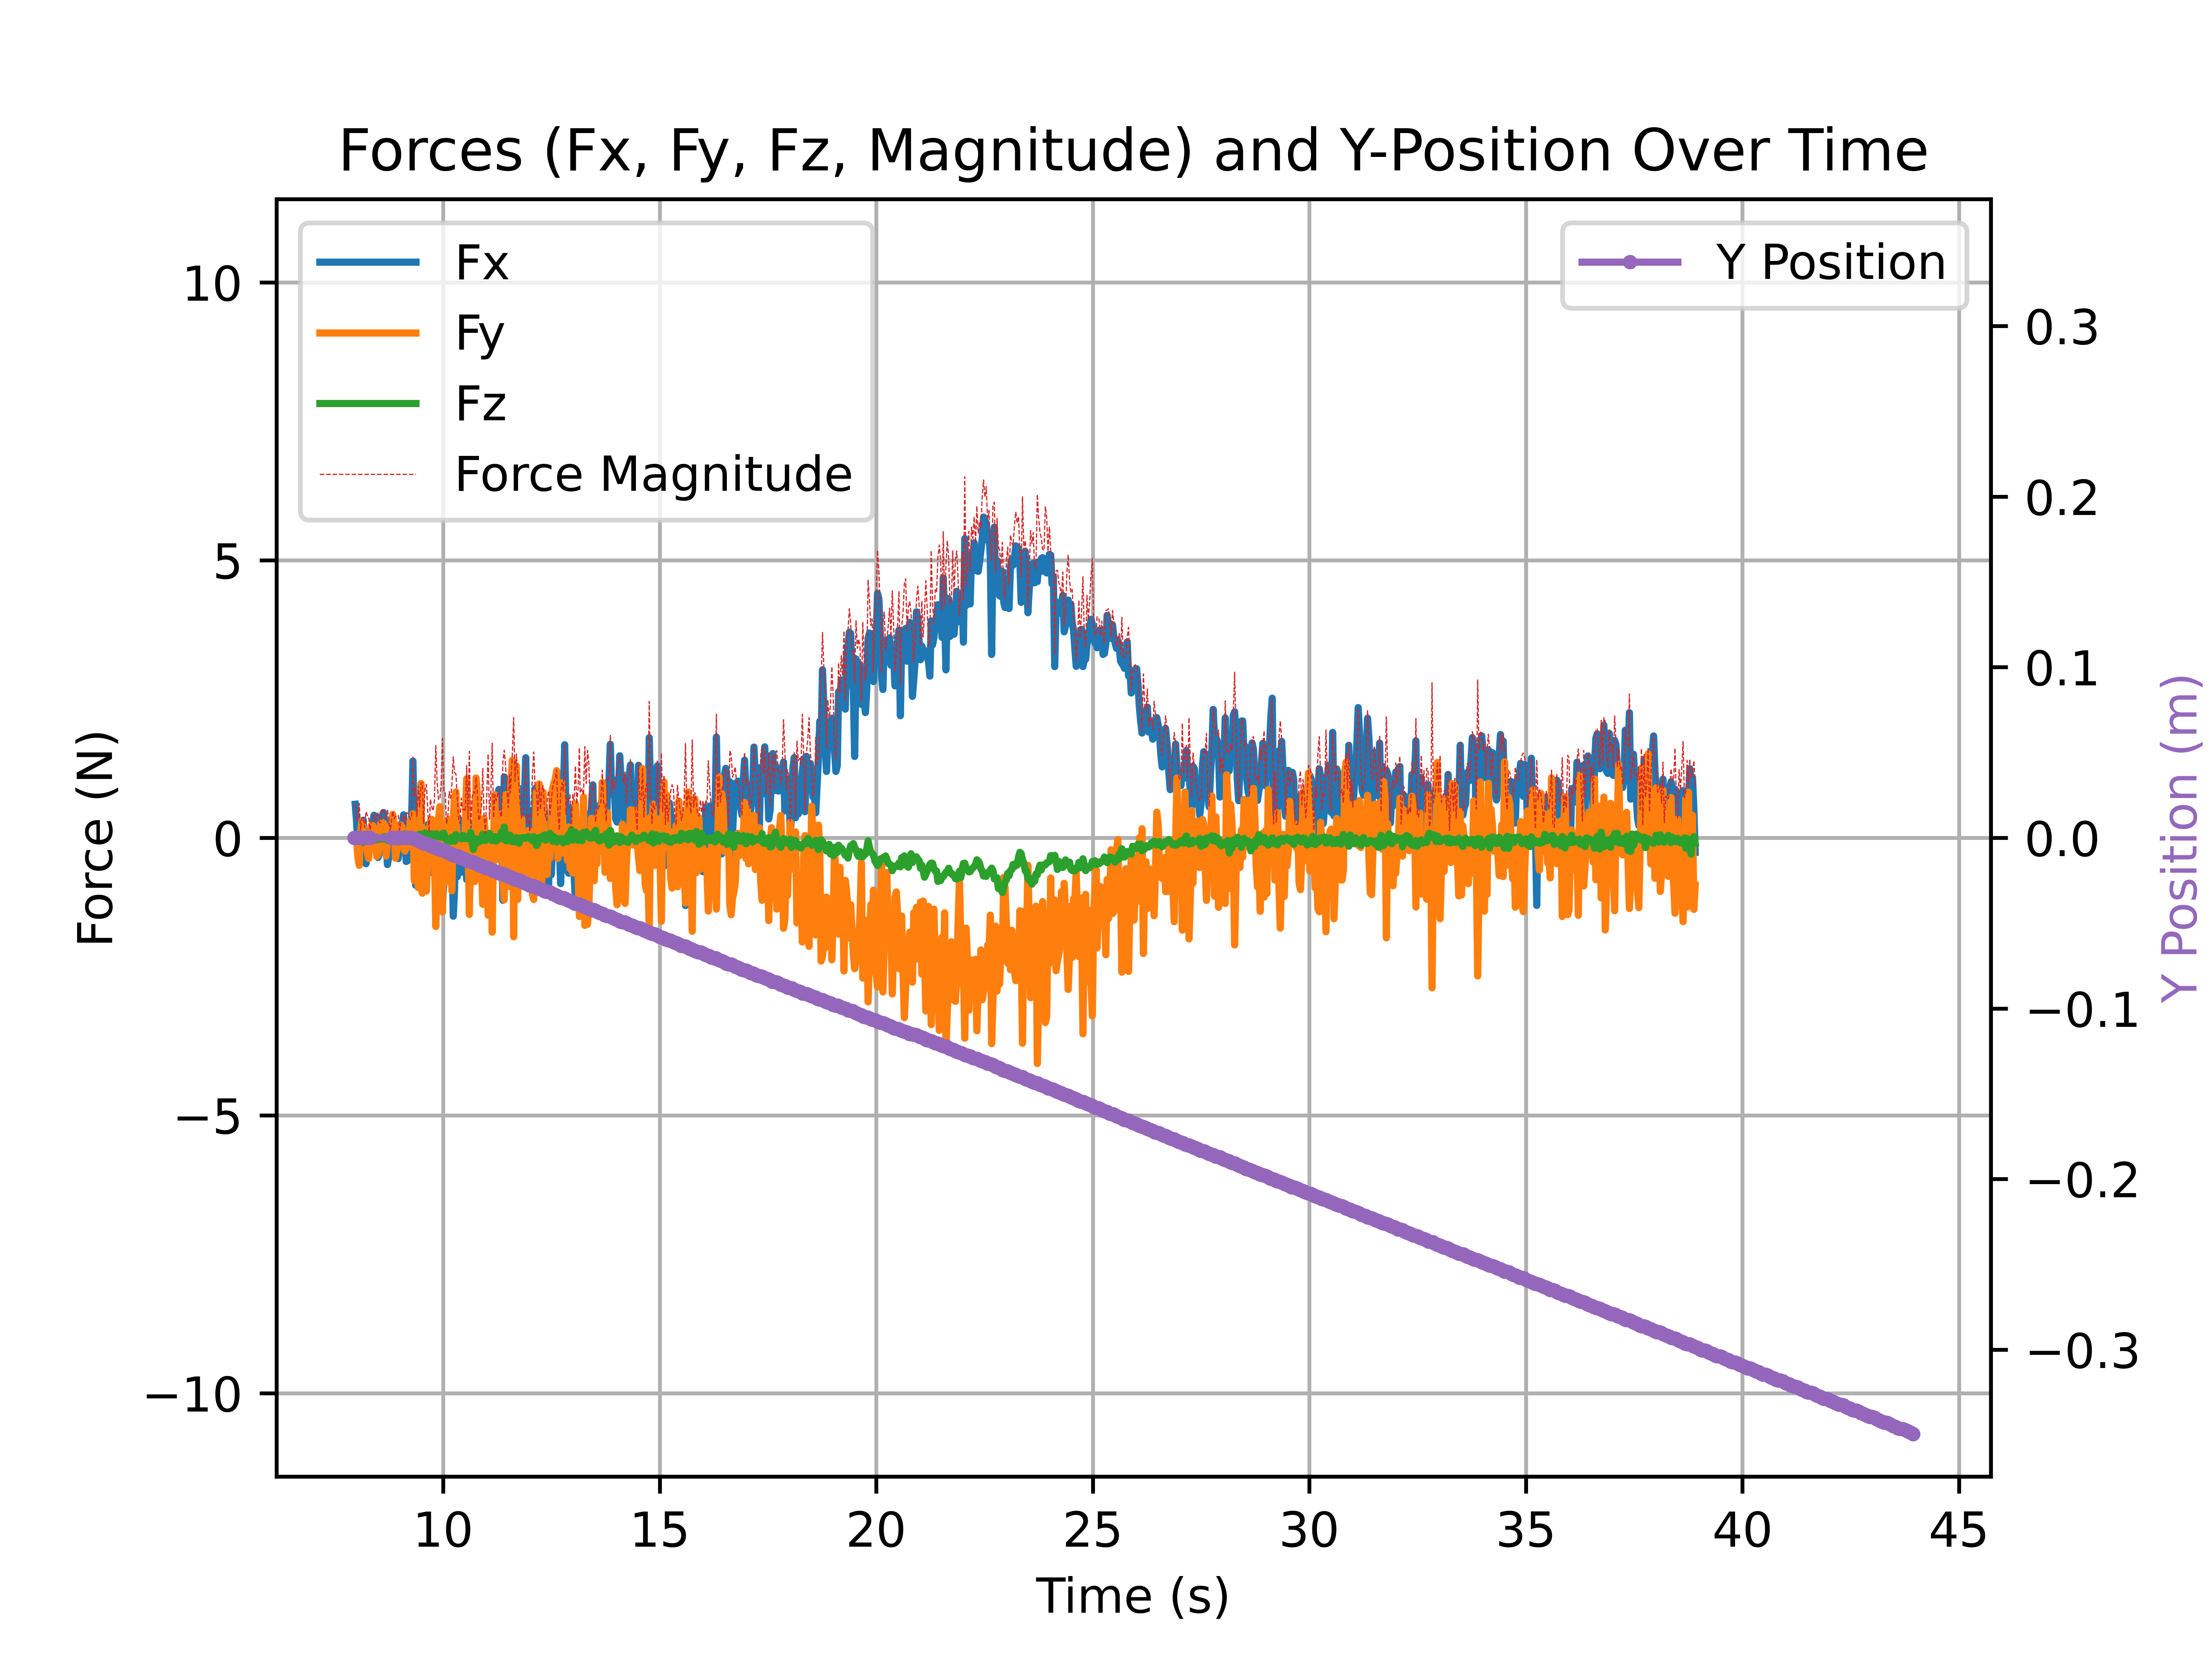 Forces (Fx, Fy, Fz, Magnitude) and Y-Position Over Time
Fx
Fy
Fz
Force Magnitude
Y Position
10
5
0
−5
−10
Force (N)
0.3
0.2
0.1
0.0
−0.1
−0.2
−0.3
Y Position (m)
10 15 20 25 30 35 40 45
Time (s)